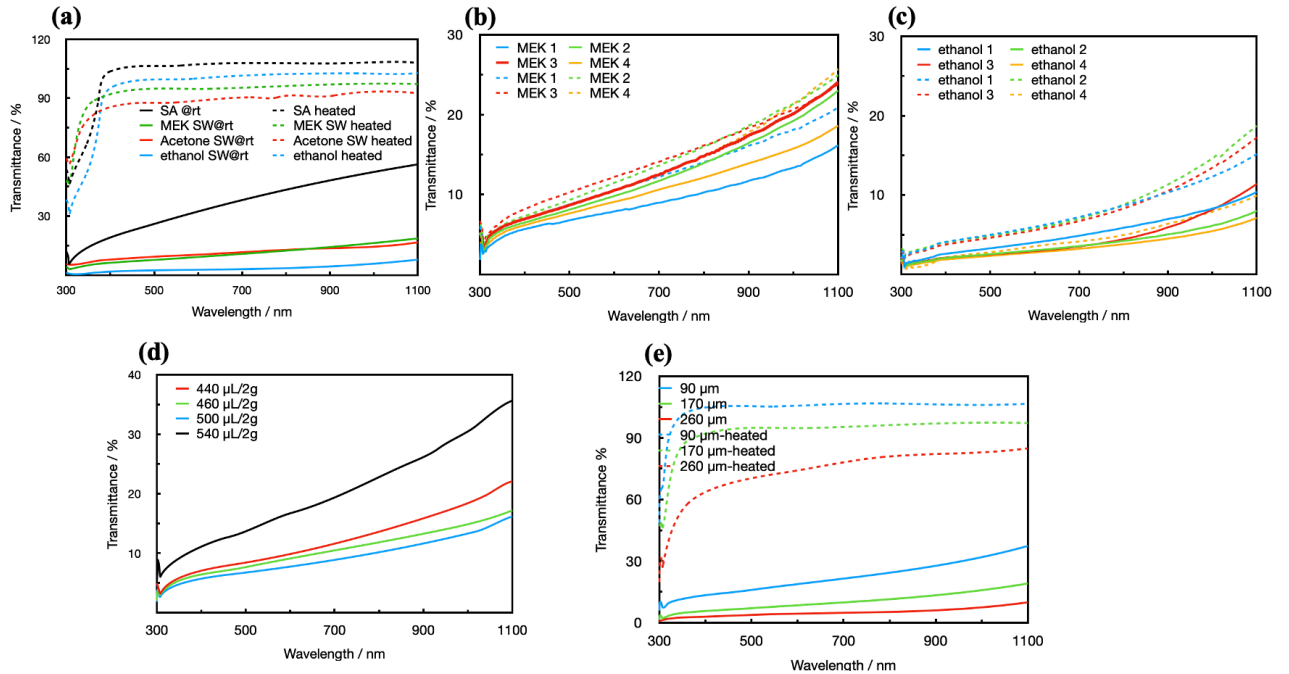 (a)
120
90
60
30
Transmittance / %
SA @rt
SA heated
MEK SW@rt
MEK SW heated
Acetone SW@rt
Acetone SW heated
ethanol SW@rt
ethanol heated
300
500
700
900
1100
Wavelength / nm
(b)
30
20
10
Transmittance / %
MEK 1
MEK 2
MEK 3
MEK 4
MEK 1
MEK 2
MEK 3
MEK 4
300
500
700
900
1100
Wavelength / nm
(c)
30
20
10
Transmittance / %
ethanol 1
ethanol 2
ethanol 3
ethanol 4
ethanol 1
ethanol 2
ethanol 3
ethanol 4
300
500
700
900
1100
Wavelength / nm
(d)
40
30
20
10
Transmittance / %
440 µL/2g
460 µL/2g
500 µL/2g
540 µL/2g
300
500
700
900
1100
Wavelength / nm
(e)
120
90
60
30
0
Transmittance %
90 µm
170 µm
260 µm
90 µm-heated
170 µm-heated
260 µm-heated
300
500
700
900
1100
Wavelength / nm